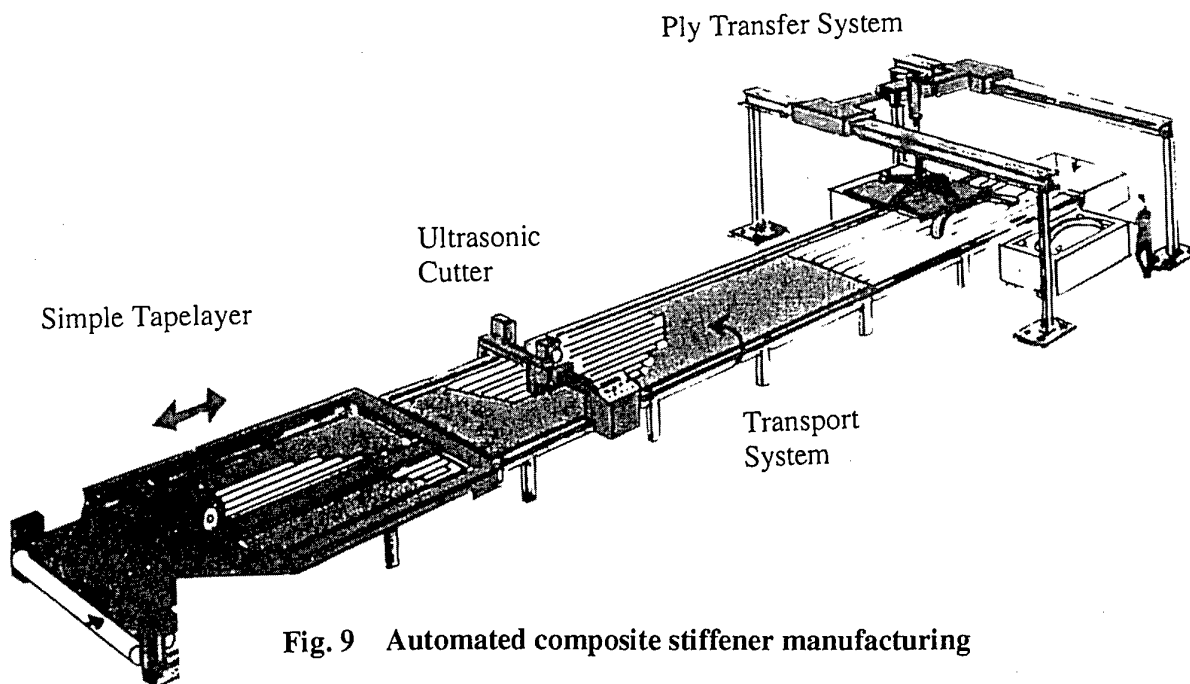 Ply Transfer System
Ultrasonic
Cutter
Simple Tapelayer
Transport
System
Fig. 9 Automated composite stiffener manufacturing